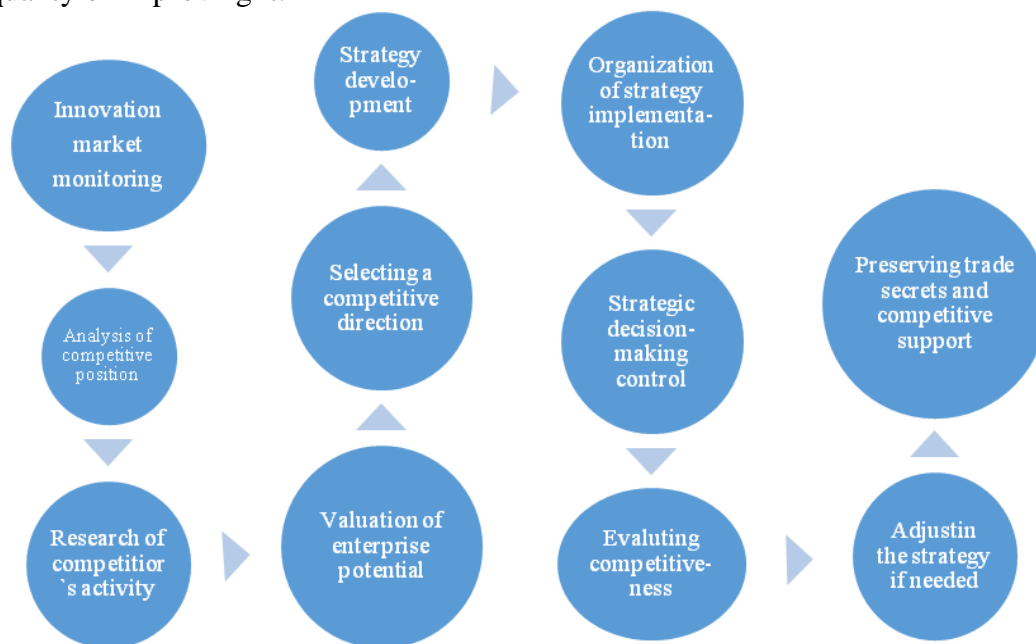 Innovation
market
monitoring
Analysis of
competitive
position
Research of
competitior
`s activity
Valuation of
enterprise
potential
Selecting a
competitive
direction
Strategy
develo-
pment
Organization
of strategy
implementa-
tion
Strategic
decision-
making
control
Evaluting
competitive-
ness
Adjustin
the strategy
if needed
Preserving trade
secrets and
competitive
support